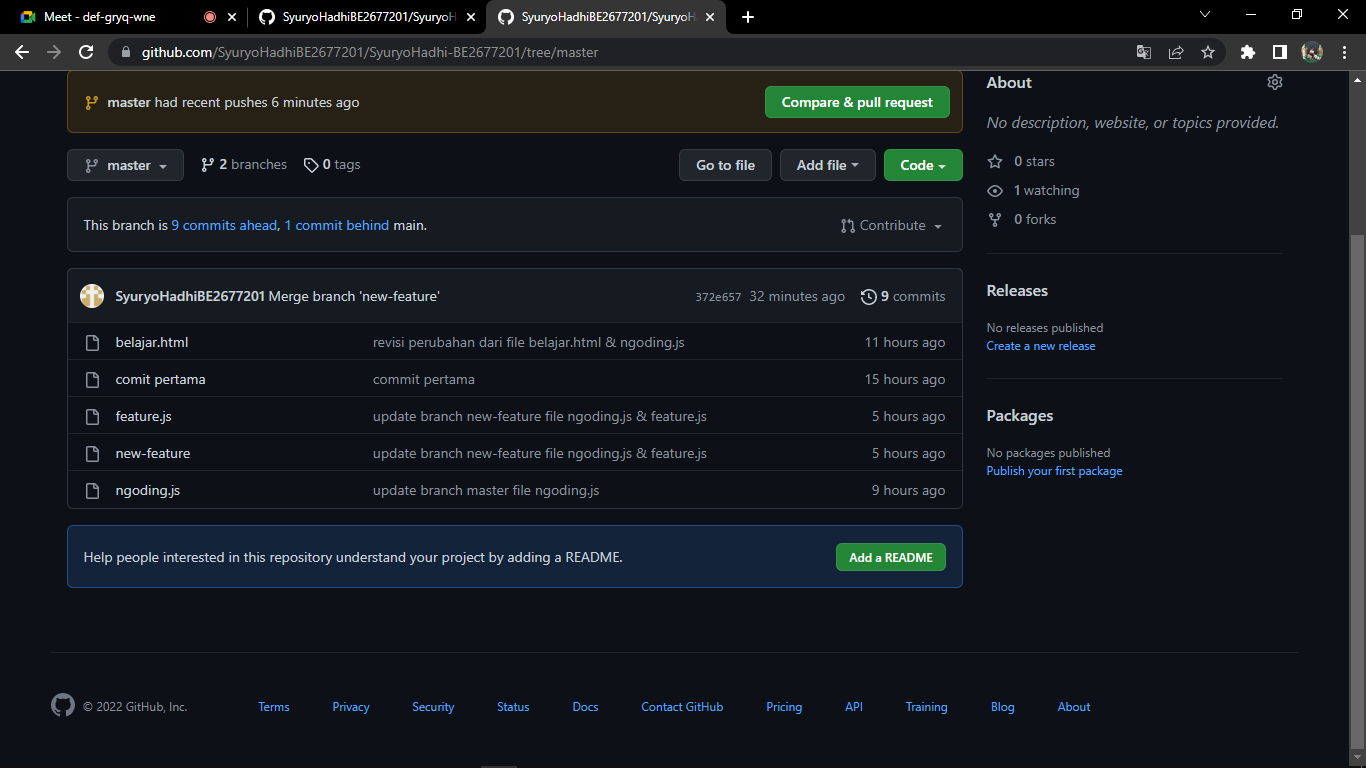 Meet - def-gryq-wne
SyuryoHadhiBE2677201/SyuryoH
SyuryoHadhiBE2677201/SyuryoH
github.com/SyuryoHadhiBE2677201/SyuryoHadhi-BE2677201/tree/master
master had recent pushes 6 minutes ago
Compare & pull request
master
2 branches
0 tags
Go to file
Add file
Code
This branch is 9 commits ahead, 1 commit behind main.
Contribute
SyuryoHadhiBE2677201 Merge branch 'new-feature'
372e657 32 minutes ago
9 commits
belajar.html
revisi perubahan dari file belajar.html & ngoding.js
11 hours ago
comit pertama
commit pertama
15 hours ago
feature.js
update branch new-feature file ngoding.js & feature.js
5 hours ago
new-feature
update branch new-feature file ngoding.js & feature.js
5 hours ago
ngoding.js
update branch master file ngoding.js
9 hours ago
Help people interested in this repository understand your project by adding a README.
Add a README
About
No description, website, or topics provided.
0 stars
1 watching
0 forks
Releases
No releases published
Create a new release
Packages
No packages published
Publish your first package
© 2022 GitHub, Inc.
Terms
Privacy
Security
Status
Docs
Contact GitHub
Pricing
API
Training
Blog
About